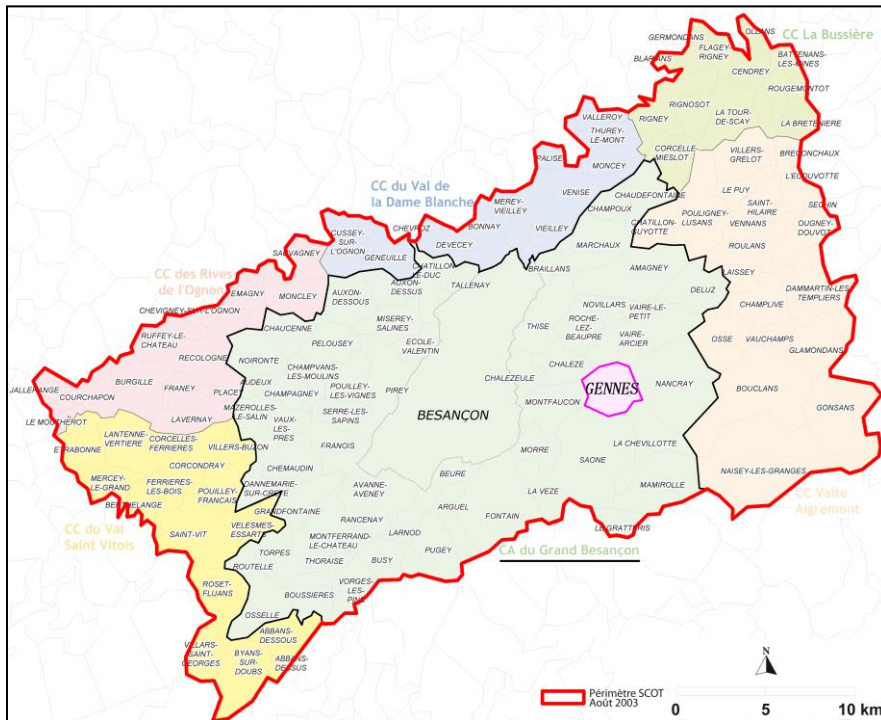 CC La Bussière
OLLANS
GERMONDANS
FLAGEY-
RIGNEY
BLARIANS
BATTENANS-
LES-MINES
CENDREY
ROUGEMONTOT
RIGNOSOT
RIGNEY
LA TOUR-
DE-SCAY
LA BRETENIERE
VALLEROY
THUREY-
LE-MONT
CORCELLE-
MIESLOT
VILLERS-
GRELOT
BRECONCHAUX
PALISE
MONCEY
L'ECOUVOTTE
CC du Val de
la Dame Blanche
VENISE
CHAUDEFONTAINE
LE PUY
SECHIN
MEREY-
VIEILLEY
CHAMPOUX
SAINT-
HILAIRE
CHATILLON-
GUYOTTE
POULIGNEY-
LUSANS
VENNANS
OUGNEY-
DOUVOT
CUSSEY-
SUR-
L'OGNON
CHEVROZ
BONNAY
VIEILLEY
DEVECEY
MARCHAUX
ROULANS
SAUVAGNEY
GENEUILLE
CHATILLON
LE-DUC
BRAILLANS
AMAGNEY
LAISSEY
CC des Rives
de l'Ognon
AUXON-
DESSUS
TALLENAY
DELUZ
EMAGNY
MONCLEY
AUXON-
DESSOUS
DAMMARTIN-LES
TEMPLIERS
CHEVIGNEY-SUR-L'OGNON
NOVILLARS
VAIRE-LE-
PETIT
CHAMPLIVE
CHAUCENNE
MISEREY-
SALINES
THISE
ROCHE-
LEZ-
BEAUPRE
RUFFEY-LE-
CHATEAU
PELOUSEY
ECOLE-
VALENTIN
VAIRE-
ARCIER
OSSE
VAUCHAMPS
RECOLOGNE
NOIRONTE
GLAMONDANS
CHAMPVANS-
LES-MOULINS
CHALEZE
JALLERANGE
BURGILLE
FRANEY
PLACEY
AUDEUX
CHAMPAGNEY
POUILLEY-
LES-VIGNES
PIREY
CHALEZEULE
GENNES
NANCRAY
BOUCLANS
COURCHAPON
MAZEROLLES-
LE-SALIN
SERRE-LES-
SAPINS
BESANÇON
MONTFAUCON
GONSANS
LE MOUTHEROT
LAVERNAY
VAUX-
LES-
PRES
LANTENNE-
VERTIERE
CORCELLES-
FERRIERES
VILLERS-BUZON
FRANOIS
MORRE
LA CHEVILLOTTE
ETRABONNE
SAONE
CORCONDRAY
CHEMAUDIN
BEURE
NAISEY-LES-GRANGES
MERCEY-
LE-GRAND
FERRIERES-
LES-BOIS
POUILLEY-
FRANCAIS
DANNEMARIE-
SUR-CRETE
AVANNE-
AVENEY
LA VEZE
MAMIROLLE
BERTHELANGE
GRANDFONTAINE
ARGUEL
CC Vaite
Aigremont
CC du Val
Saint Vitois
SAINT-VIT
VELESMES-
ESSARTS
RANCENAY
FONTAIN
LE GRATTERIS
MONTFERRAND-
LE-CHATEAU
LARNOD
TORPES
PUGEY
CA du Grand Besançon
ROUTELLE
THORAISE
BUSY
ROSET-
FLUANS
BOUSSIERES
VORGES-
LES-
PINS
OSSELLE
ABBANS-
DESSOUS
VILLARS-
SAINT-
GEORGES
BYANS-
SUR-
DOUBS
ABBANS-
DESSUS
N
Périmètre SCOT
Août 2003
0 5 10 km